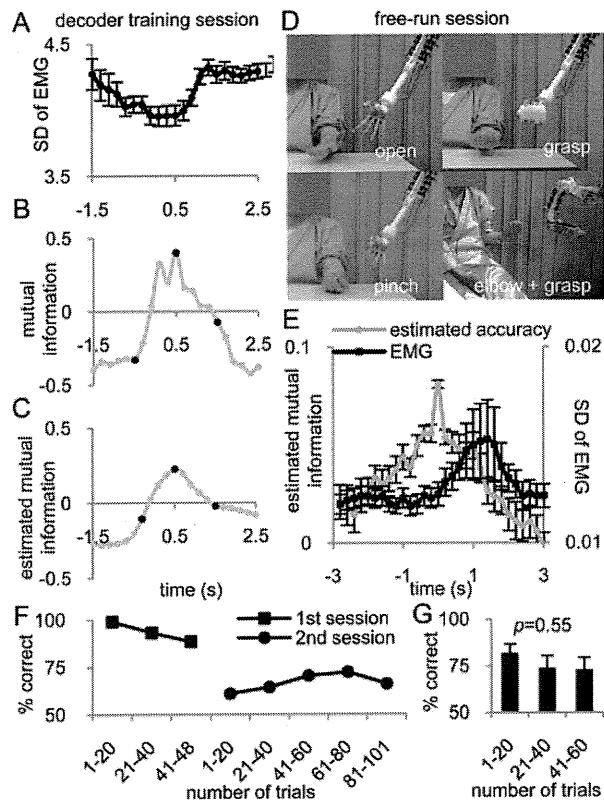 A decoder training session
4.5
SD of EMG
3.5
-1.5 0.5 2.5
B
0.5
mutual information
0
-1.5 0.5 2.5
-0.5
C
0.5
estimated mutual information
0
-1.5 0.5 2.5
-0.5
time (s)
D free-run session
open
grasp
pinch
elbow + grasp
E
estimated accuracy
EMG
0.1
estimated mutual
information
0
0.02
SD of EMG
0.01
-3 -1 1 3
time (s)
F
1st session
2nd session
100
% correct
75
50
1-20
21-40
41-48
1-20
21-40
41-60
61-80
81-101
number of trials
G
100
p=0.55
% correct
75
50
1-20
21-40
41-60
number of trials